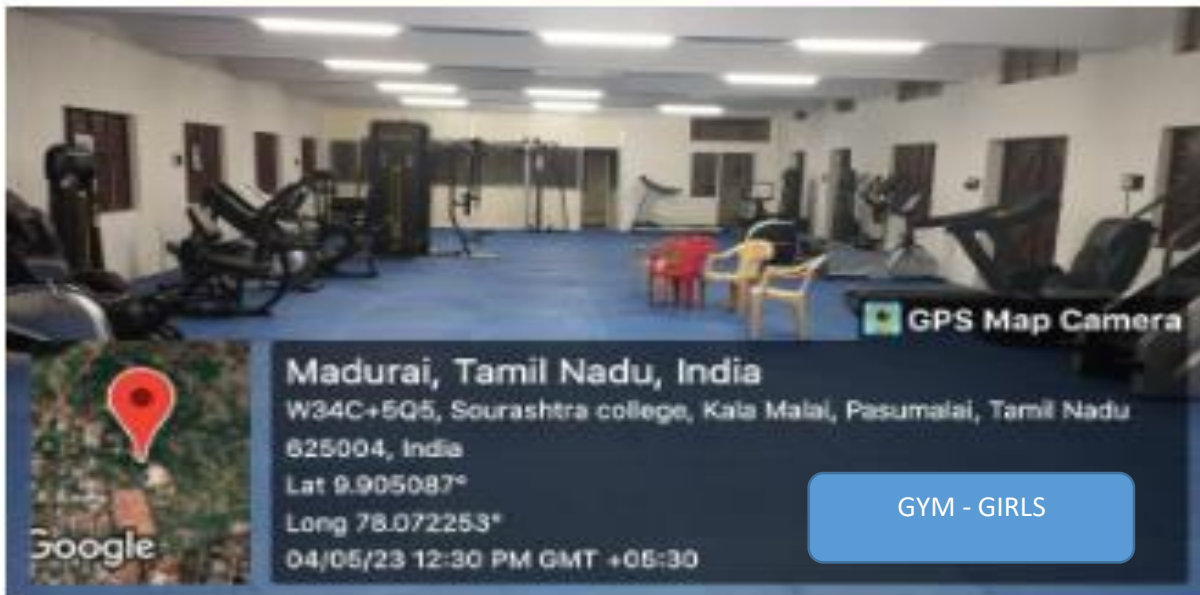 GPS Map Camera
Madurai, Tamil Nadu, India
W34C+5Q5, Sourashtra college, Kala Malai, Pasumalai, Tamil Nadu
625004, India
Lat 9.905087°
Long 78.072253°
04/05/23 12:30 PM GMT +05:30
GYM - GIRLS
Google